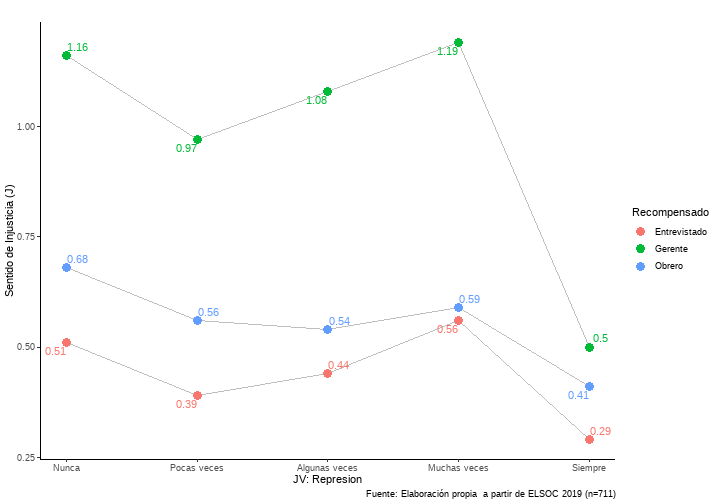 1.16
1.19
1.08
1.00
0.97
0.75
0.68
0.59
0.56
0.54
0.56
0.51
0.5
0.50
0.44
0.41
0.39
0.29
0.25
Sentido de Injusticia (J)
Nunca Pocas veces Algunas veces Muchas veces Siempre
JV: Represion
Recompensado
Entrevistado
Gerente
Obrero
Fuente: Elaboración propia a partir de ELSOC 2019 (n=711)